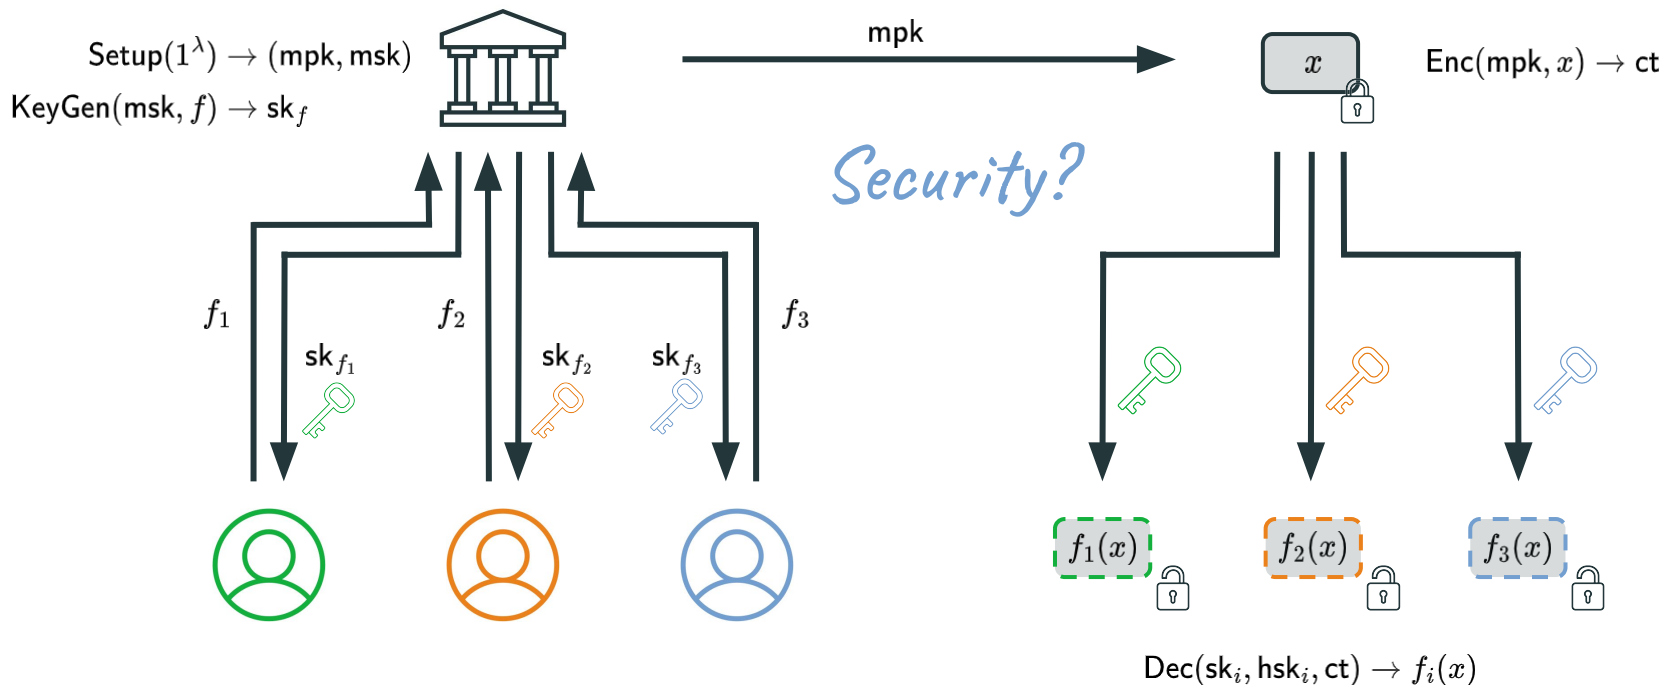 Setup(1^λ) → (mpk, msk)
KeyGen(msk, f) → sk_f
mpk
x
Enc(mpk, x) → ct
Security?
f_1
f_2
f_3
sk_{f_1}
sk_{f_2}
sk_{f_3}
f_1(x)
f_2(x)
f_3(x)
Dec(sk_i, hsk_i, ct) → f_i(x)